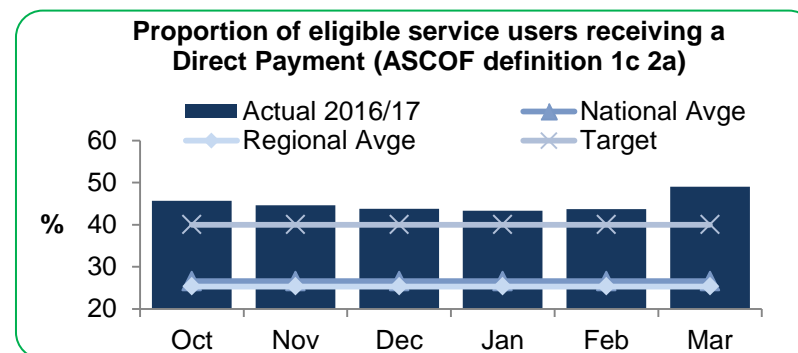 Proportion of eligible service users receiving a
Direct Payment (ASCOF definition 1c 2a)
Actual 2016/17
National Avge
Regional Avge
Target
60
50
40
30
20
%
Oct
Nov
Dec
Jan
Feb
Mar